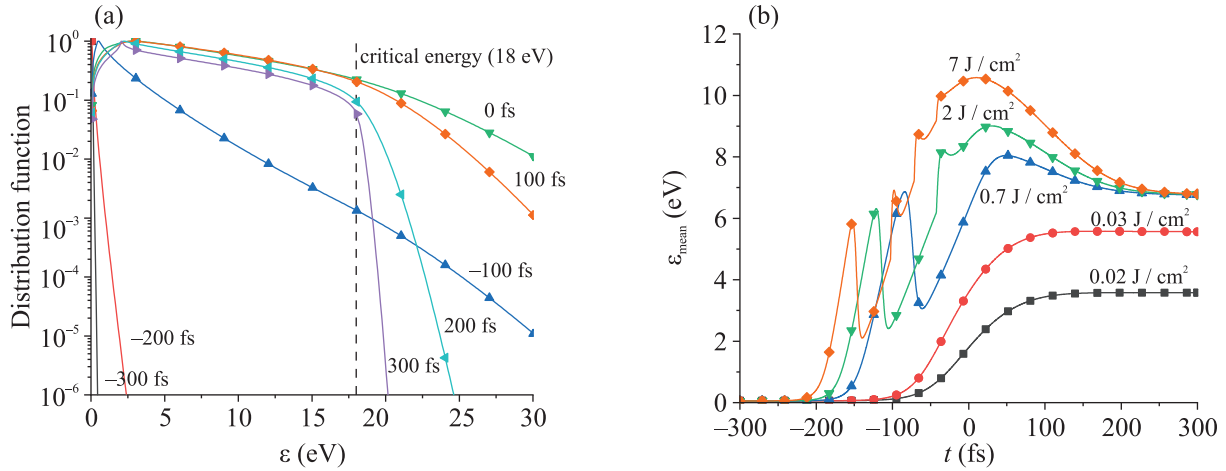 (a)
10⁰
10⁻¹
10⁻²
10⁻³
10⁻⁴
10⁻⁵
10⁻⁶
Distribution function
critical energy (18 eV)
0 fs
100 fs
–100 fs
200 fs
300 fs
–200 fs
–300 fs
0 5 10 15 20 25 30
ε (eV)
(b)
12
10
8
6
4
2
0
εmean (eV)
7 J / cm²
2 J / cm²
0.7 J / cm²
0.03 J / cm²
0.02 J / cm²
–300 –200 –100 0 100 200 300
t (fs)